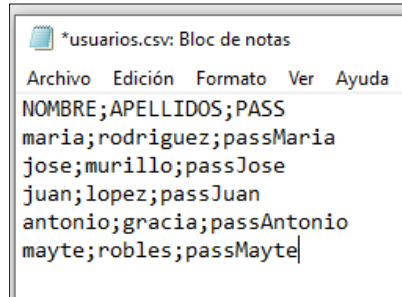 *usuarios.csv: Bloc de notas
Archivo Edición Formato Ver Ayuda
NOMBRE;APELLIDOS;PASS
maria;rodriguez;passMaria
jose;murillo;passJose
juan;lopez;passJuan
antonio;gracia;passAntonio
mayte;robles;passMayte